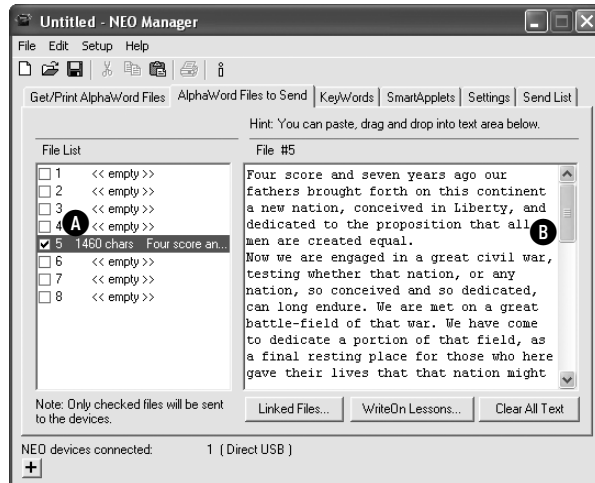 Untitled - NEO Manager
File Edit Setup Help
Get/Print AlphaWord Files AlphaWord Files to Send KeyWords SmartApplets Settings Send List
Hint: You can paste, drag and drop into text area below.
File List
File #5
1 << empty >>
2 << empty >>
3 << empty >>
4 << empty >>
5 1460 chars Four score an...
6 << empty >>
7 << empty >>
8 << empty >>
A
Four score and seven years ago our
fathers brought forth on this continent
a new nation, conceived in Liberty, and
dedicated to the proposition that all
men are created equal.
Now we are engaged in a great civil war,
testing whether that nation, or any
nation, so conceived and so dedicated,
can long endure. We are met on a great
battle-field of that war. We have come
to dedicate a portion of that field, as
a final resting place for those who here
gave their lives that that nation might
B
Note: Only checked files will be sent
to the devices.
Linked Files... WriteOn Lessons... Clear All Text
NEO devices connected: 1 ( Direct USB )
+